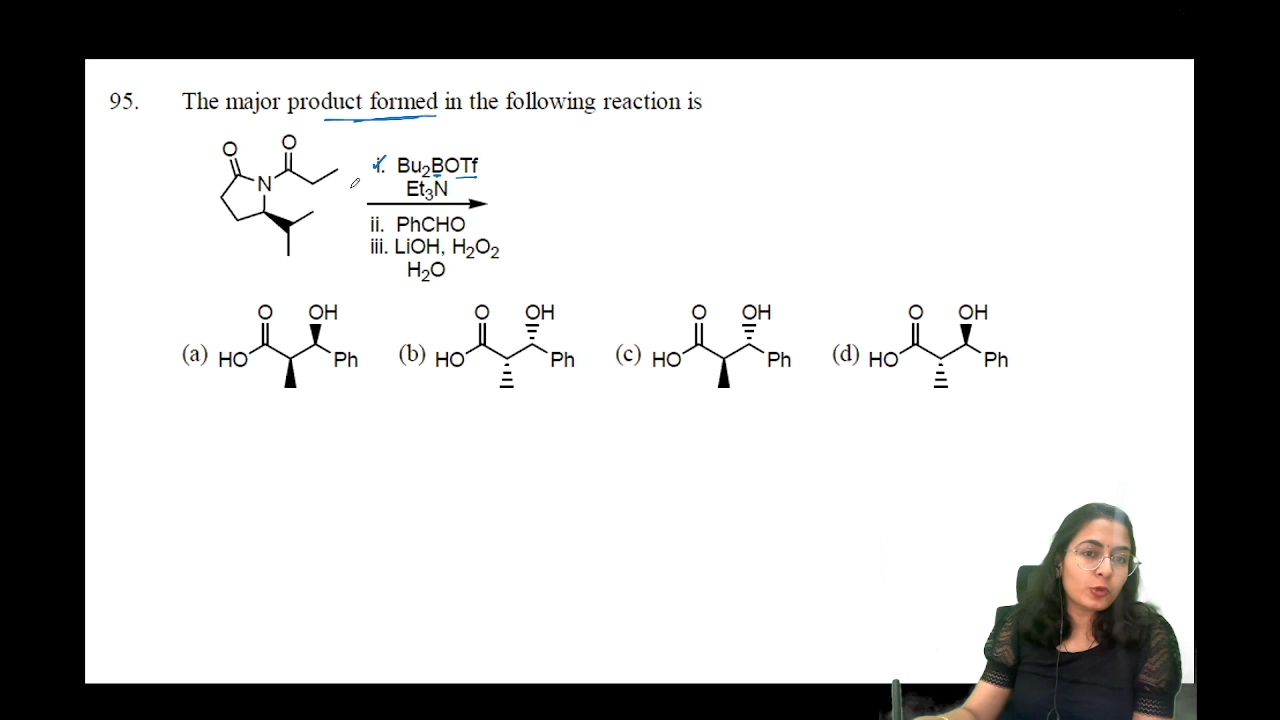 95. The major product formed in the following reaction is
O O
N
i. Bu₂BOTf
Et₃N
ii. PhCHO
iii. LiOH, H₂O₂
H₂O
(a) HO O OH Ph (b) HO O OH Ph (c) HO O OH Ph (d) HO O OH Ph